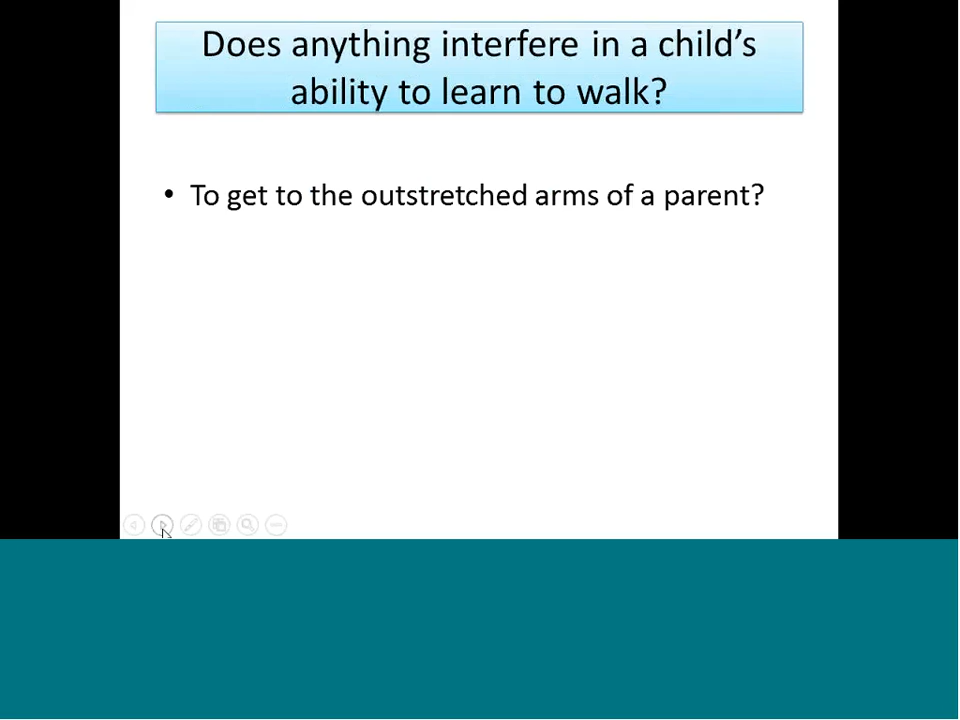 Does anything interfere in a child’s
ability to learn to walk?
• To get to the outstretched arms of a parent?